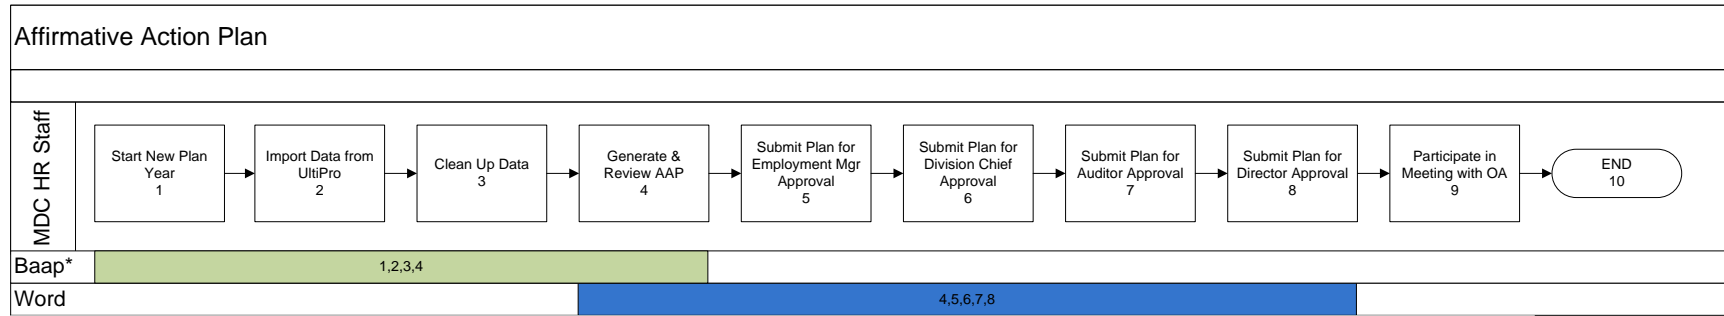 Affirmative Action Plan
MDC HR Staff
Start New Plan
Year
1
Import Data from
UltiPro
2
Clean Up Data
3
Generate &
Review AAP
4
Submit Plan for
Employment Mgr
Approval
5
Submit Plan for
Division Chief
Approval
6
Submit Plan for
Auditor Approval
7
Submit Plan for
Director Approval
8
Participate in
Meeting with OA
9
END
10
Baap*
1,2,3,4
Word
4,5,6,7,8